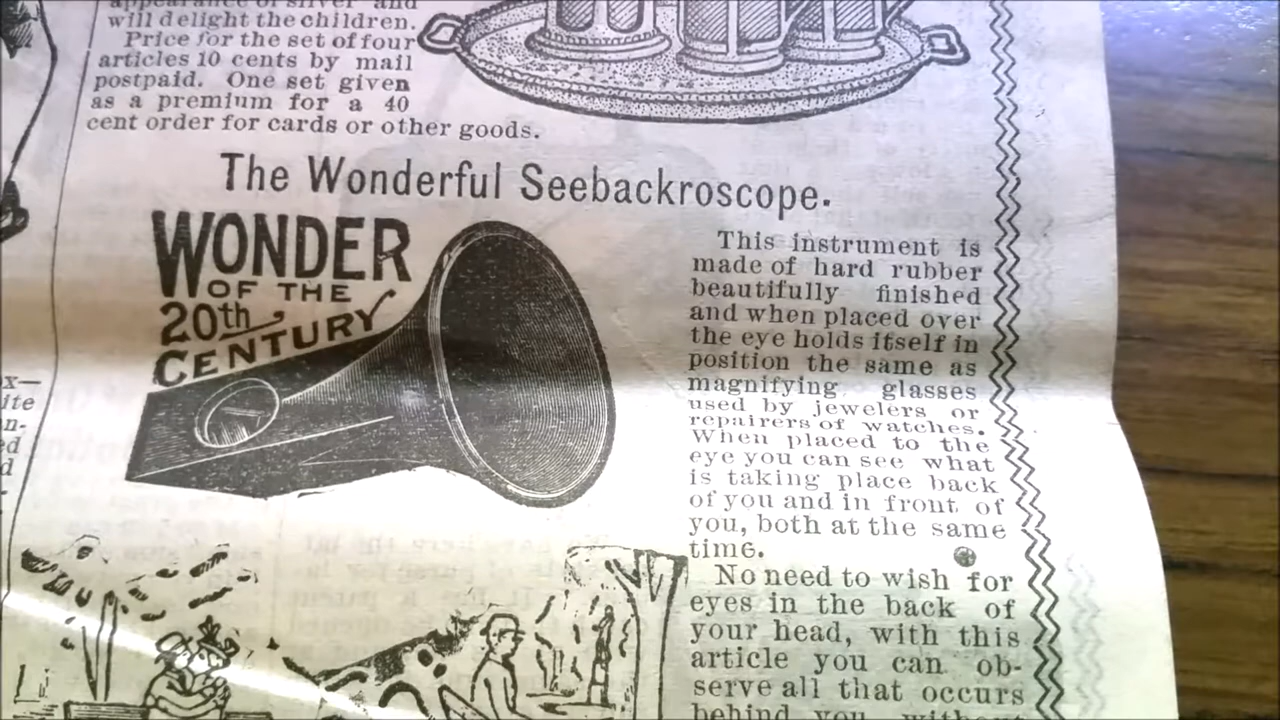 appearance of silver and
will delight the children.
Price for the set of four
articles 10 cents by mail
postpaid. One set given
as a premium for a 40
cent order for cards or other goods.
The Wonderful Seebackroscope.
WONDER
OF THE
20th
CENTURY
This instrument is
made of hard rubber
beautifully finished
and when placed over
the eye holds itself in
position the same as
magnifying glasses
used by jewelers or
repairers of watches.
When placed to the
eye you can see what
is taking place back
of you and in front of
you, both at the same
time.
No need to wish for
eyes in the back of
your head, with this
article you can ob-
serve all that occurs
behind you without